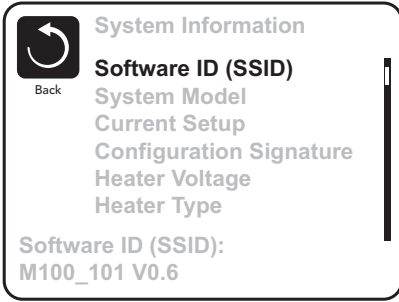 System Information
Back
Software ID (SSID)
System Model
Current Setup
Configuration Signature
Heater Voltage
Heater Type
Software ID (SSID):
M100_101 V0.6